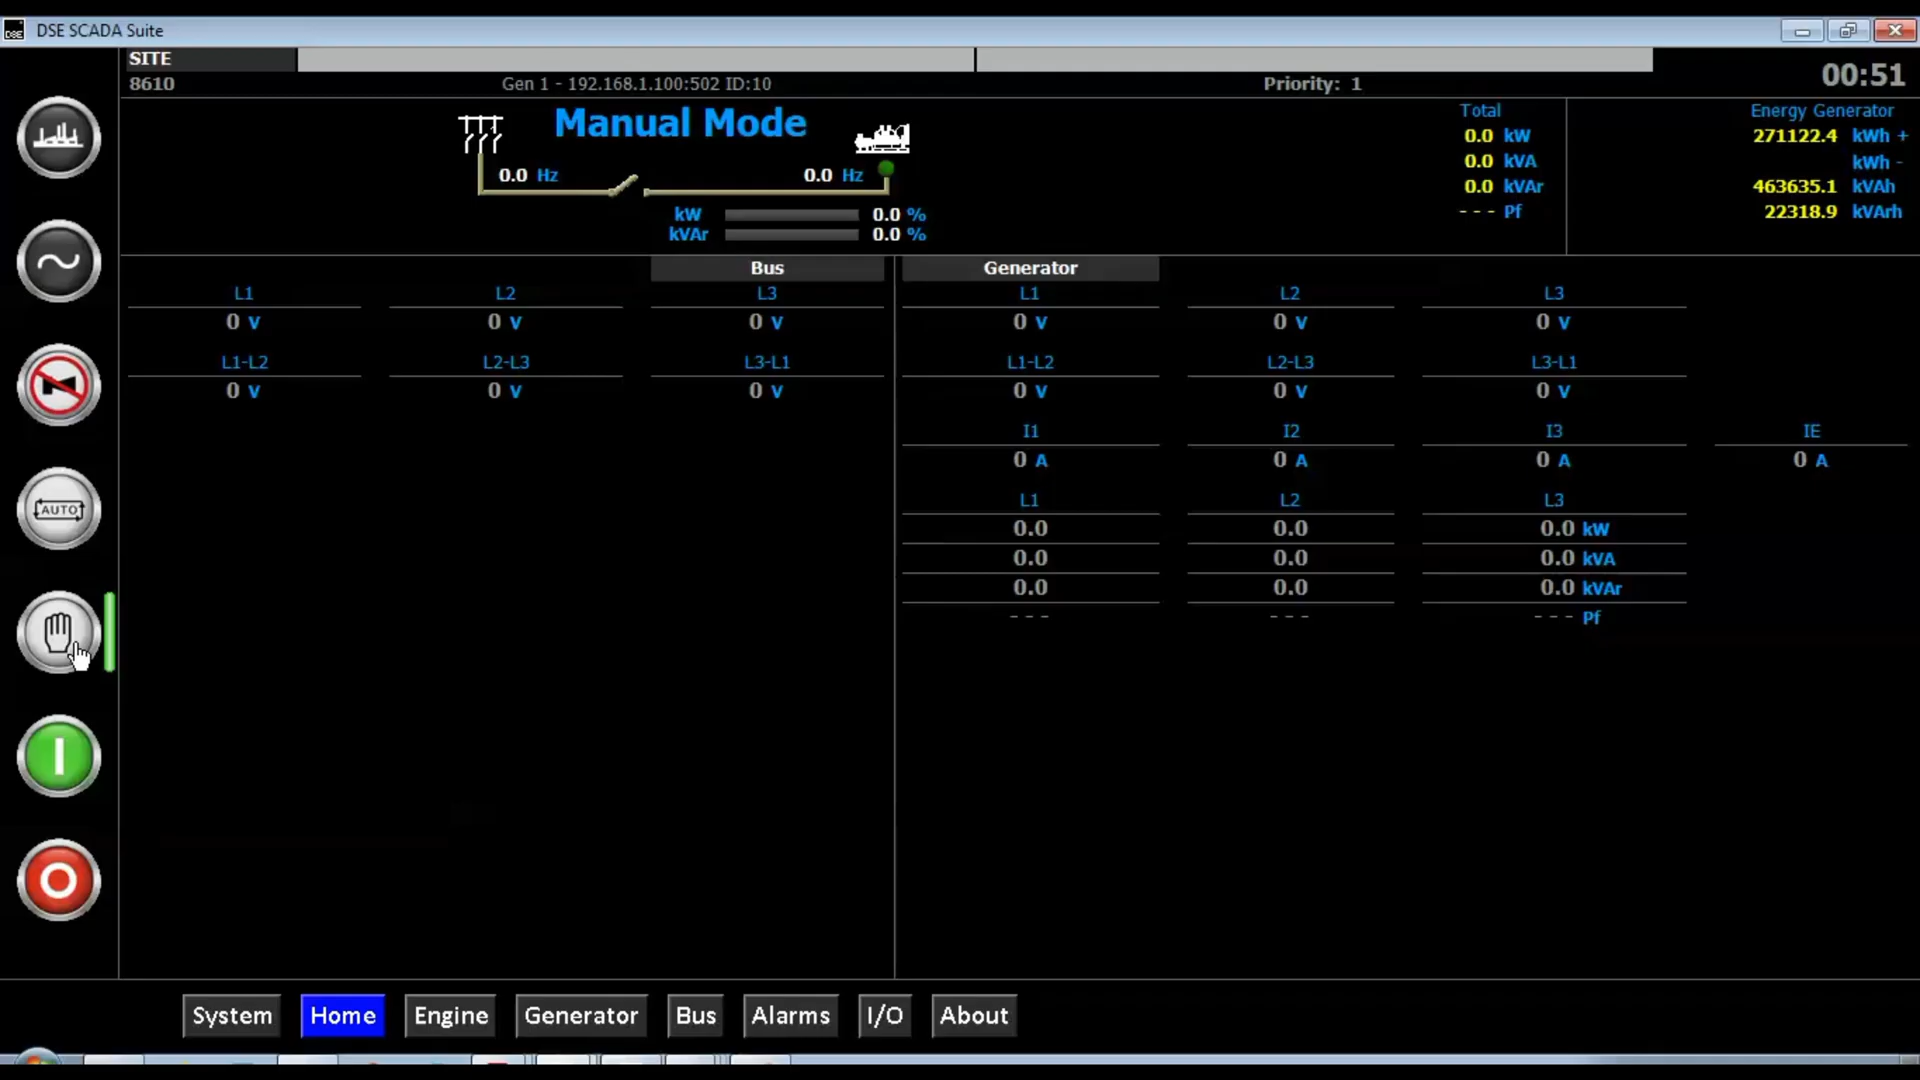 DSE SCADA Suite
SITE
8610 Gen 1 - 192.168.1.100:502 ID:10 Priority: 1 00:51
Manual Mode
0.0 Hz 0.0 Hz
kW 0.0 %
kVAr 0.0 %
Total
0.0 kW
0.0 kVA
0.0 kVAr
--- Pf
Energy Generator
271122.4 kWh +
kWh -
463635.1 kVAh
22318.9 kVArh
Bus
L1 L2 L3
0 V 0 V 0 V
L1-L2 L2-L3 L3-L1
0 V 0 V 0 V
Generator
L1 L2 L3
0 V 0 V 0 V
L1-L2 L2-L3 L3-L1
0 V 0 V 0 V
I1 I2 I3 IE
0 A 0 A 0 A 0 A
L1 L2 L3
0.0 0.0 0.0 kW
0.0 0.0 0.0 kVA
0.0 0.0 0.0 kVAr
--- --- --- Pf
AUTO
System Home Engine Generator Bus Alarms I/O About